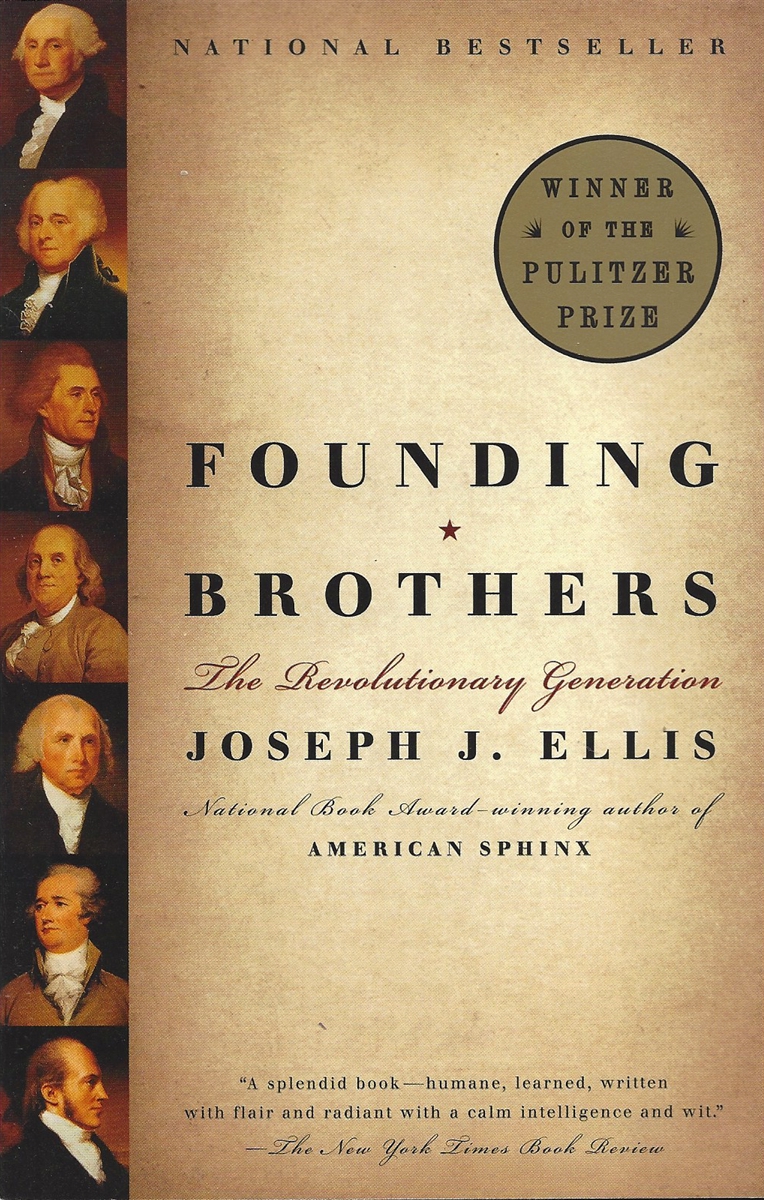 NATIONAL BESTSELLER
WINNER
OF THE
PULITZER
PRIZE
FOUNDING
BROTHERS
The Revolutionary Generation
JOSEPH J. ELLIS
National Book Award–winning author of
AMERICAN SPHINX
“A splendid book—humane, learned, written
with flair and radiant with a calm intelligence and wit.”
—The New York Times Book Review